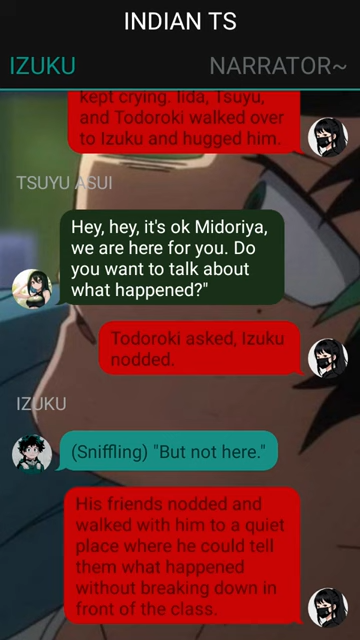 INDIAN TS
IZUKU NARRATOR~
kept crying. Iida, Tsuyu,
and Todoroki walked over
to Izuku and hugged him.
TSUYU ASUI
Hey, hey, it's ok Midoriya,
we are here for you. Do
you want to talk about
what happened?"
Todoroki asked, Izuku
nodded.
IZUKU
(Sniffling) "But not here."
His friends nodded and
walked with him to a quiet
place where he could tell
them what happened
without breaking down in
front of the class.